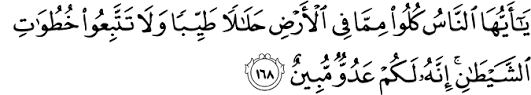 يَـٰٓأَيُّهَا ٱلنَّاسُ كُلُوا۟ مِمَّا فِى ٱلْأَرْضِ حَلَـٰلًا طَيِّبًا وَلَا تَتَّبِعُوا۟ خُطُوَٰتِ
ٱلشَّيْطَـٰنِ ۚ إِنَّهُۥ لَكُمْ عَدُوٌّ مُّبِينٌ ١٦٨